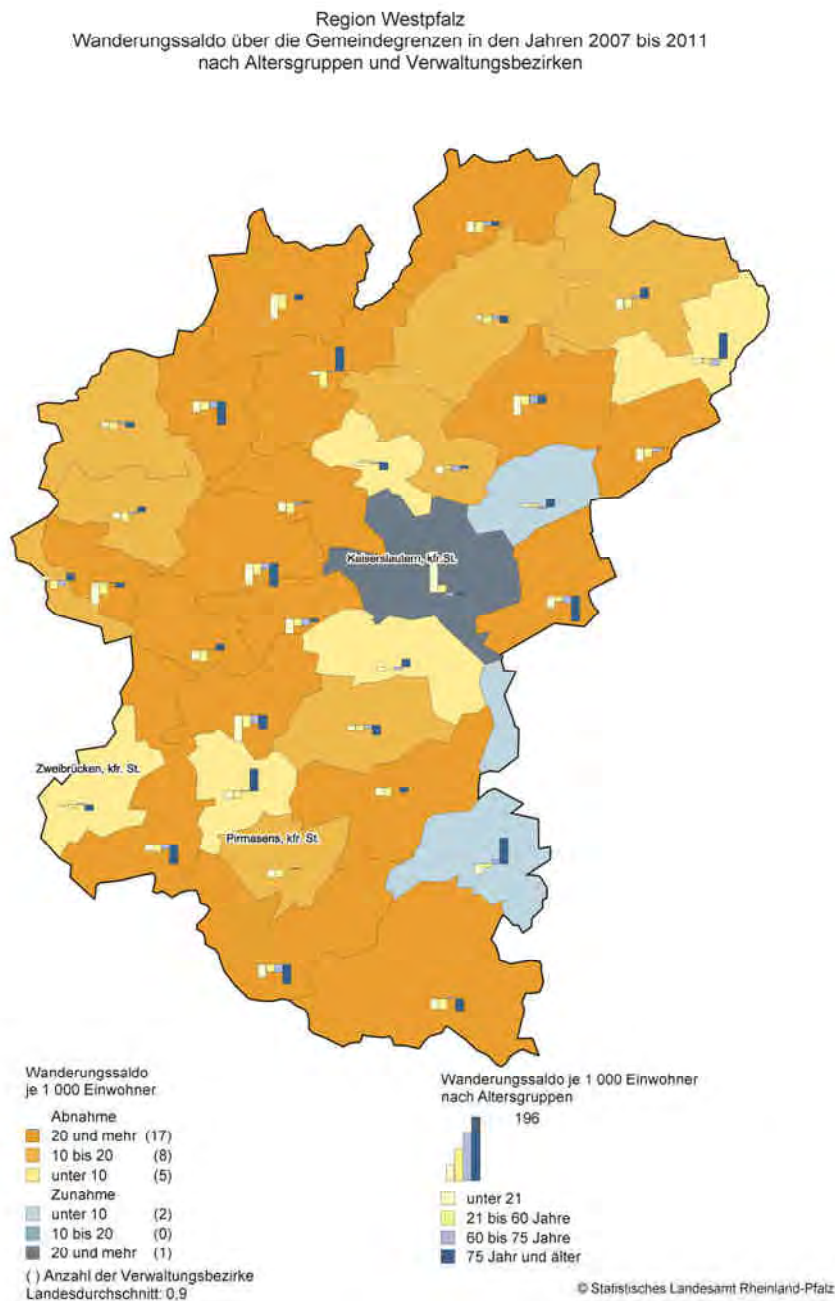 Region Westpfalz
Wanderungssaldo über die Gemeindegrenzen in den Jahren 2007 bis 2011
nach Altersgruppen und Verwaltungsbezirken
Kaiserslautern, kfr.St.
Zweibrücken, kfr. St.
Pirmasens, kfr. St.
Wanderungssaldo
je 1 000 Einwohner
Abnahme
20 und mehr (17)
10 bis 20 (8)
unter 10 (5)
Zunahme
unter 10 (2)
10 bis 20 (0)
20 und mehr (1)
( ) Anzahl der Verwaltungsbezirke
Landesdurchschnitt: 0,9
Wanderungssaldo je 1 000 Einwohner
nach Altersgruppen
196
unter 21
21 bis 60 Jahre
60 bis 75 Jahre
75 Jahr und älter
© Statistisches Landesamt Rheinland-Pfalz